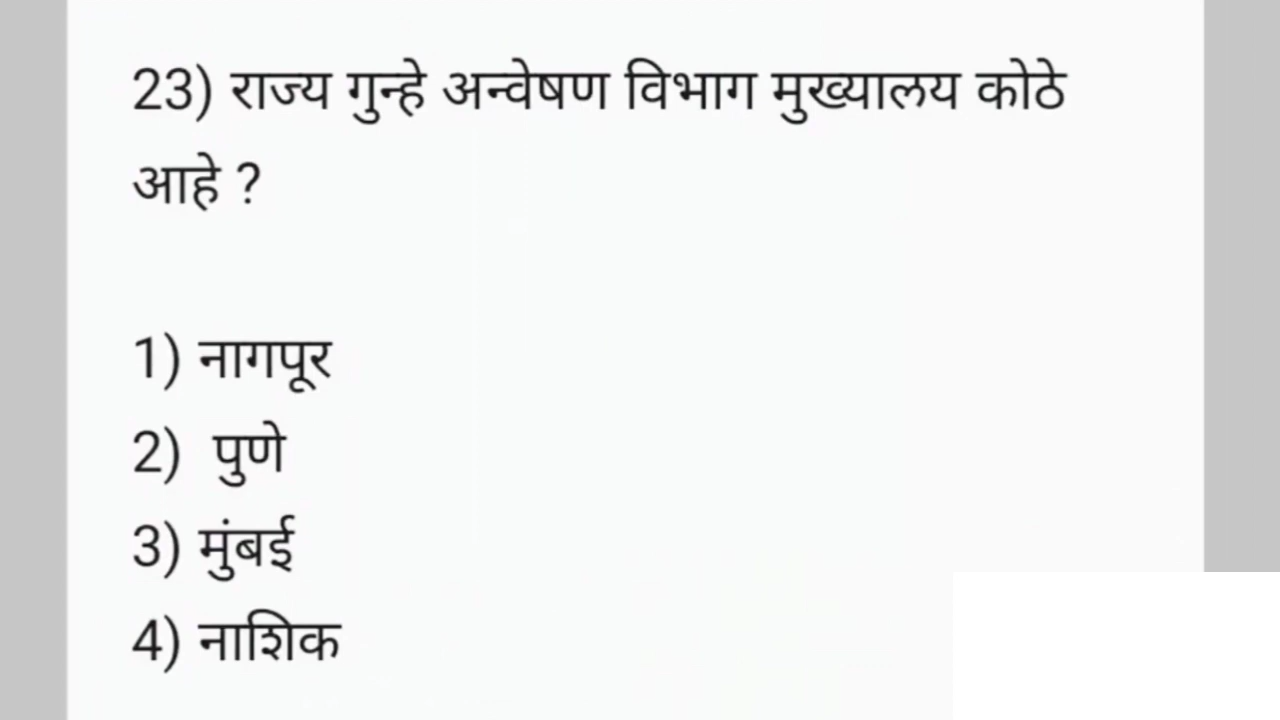 23) राज्य गुन्हे अन्वेषण विभाग मुख्यालय कोठे
आहे ?
1) नागपूर
2) पुणे
3) मुंबई
4) नाशिक